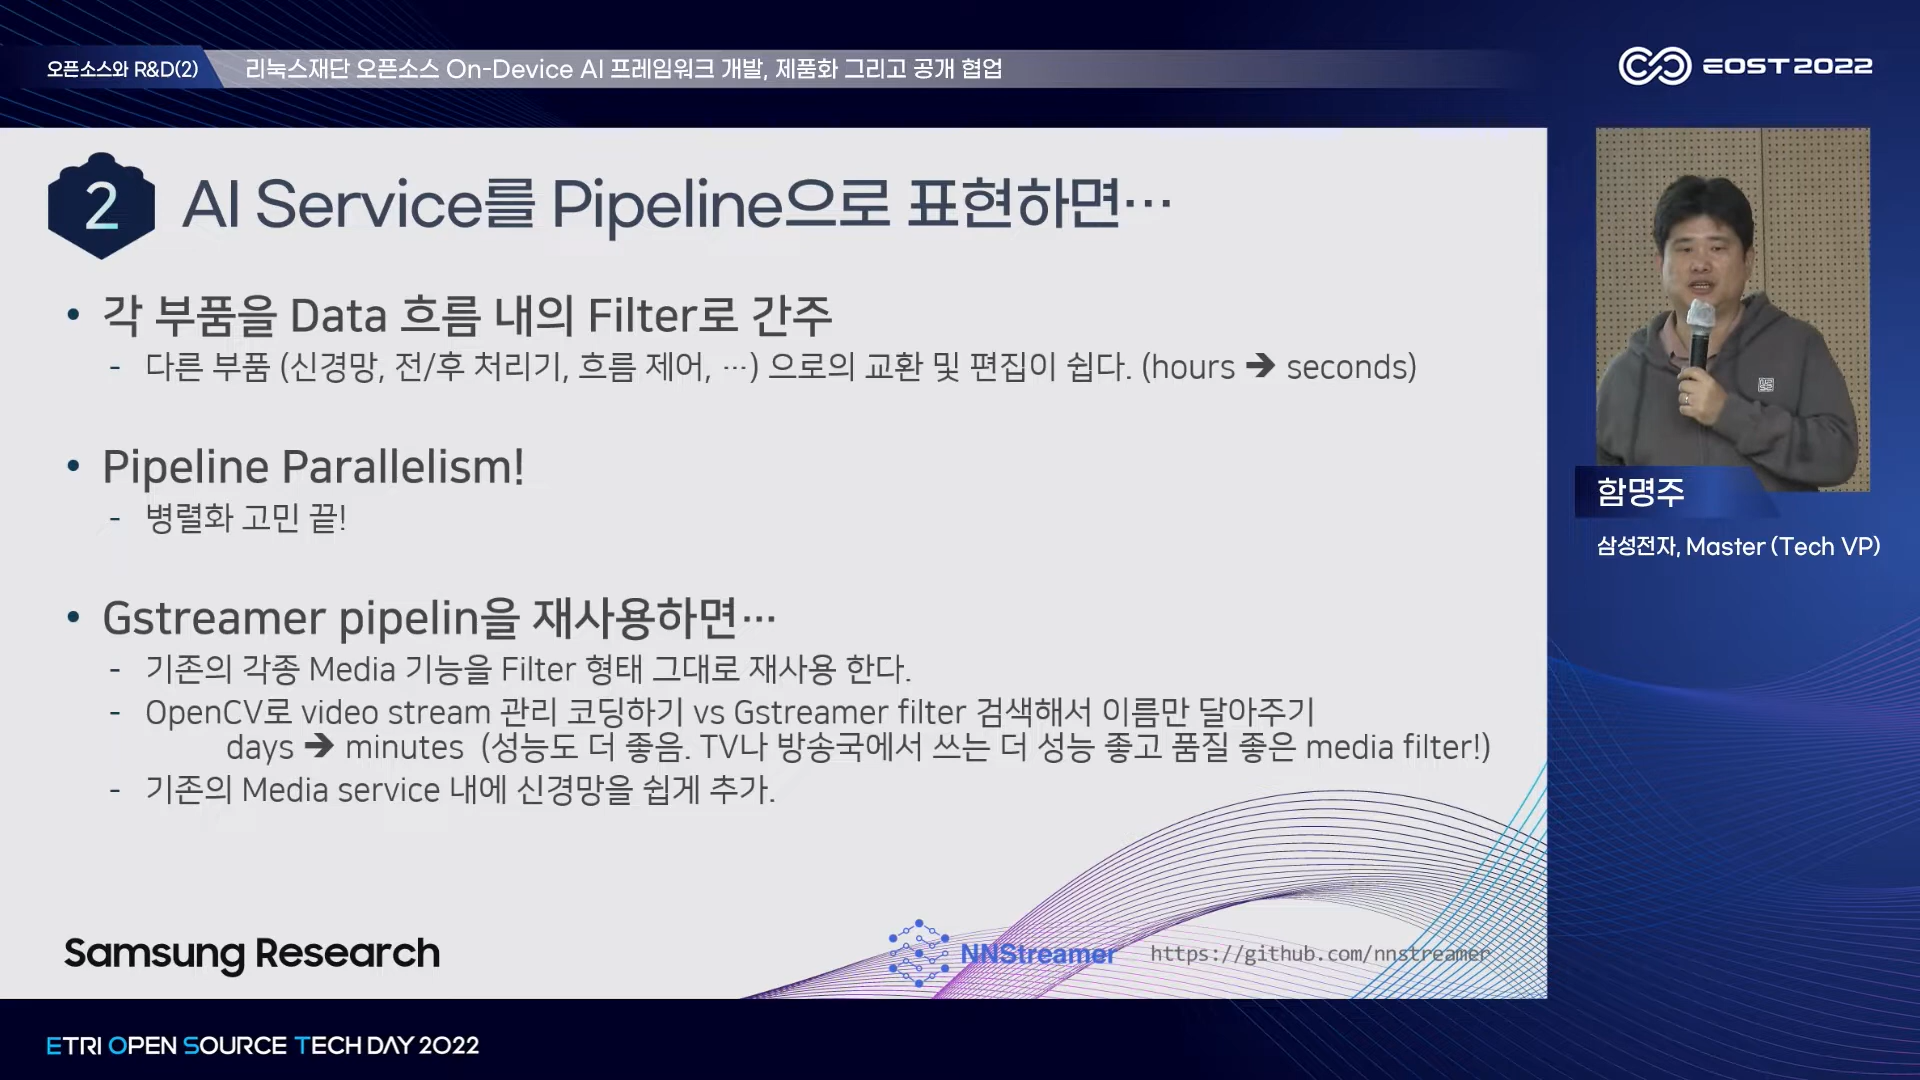 오픈소스와 R&D(2)
리눅스재단 오픈소스 On-Device AI 프레임워크 개발, 제품화 그리고 공개 협업
EOST 2022
2
AI Service를 Pipeline으로 표현하면…
• 각 부품을 Data 흐름 내의 Filter로 간주
- 다른 부품 (신경망, 전/후 처리기, 흐름 제어, …) 으로의 교환 및 편집이 쉽다. (hours ➔ seconds)
• Pipeline Parallelism!
- 병렬화 고민 끝!
• Gstreamer pipelin을 재사용하면…
- 기존의 각종 Media 기능을 Filter 형태 그대로 재사용 한다.
- OpenCV로 video stream 관리 코딩하기 vs Gstreamer filter 검색해서 이름만 달아주기
days ➔ minutes (성능도 더 좋음. TV나 방송국에서 쓰는 더 성능 좋고 품질 좋은 media filter!)
- 기존의 Media service 내에 신경망을 쉽게 추가.
함명주
삼성전자, Master (Tech VP)
Samsung Research
NNStreamer
https://github.com/nnstreamer
ETRI OPEN SOURCE TECH DAY 2022